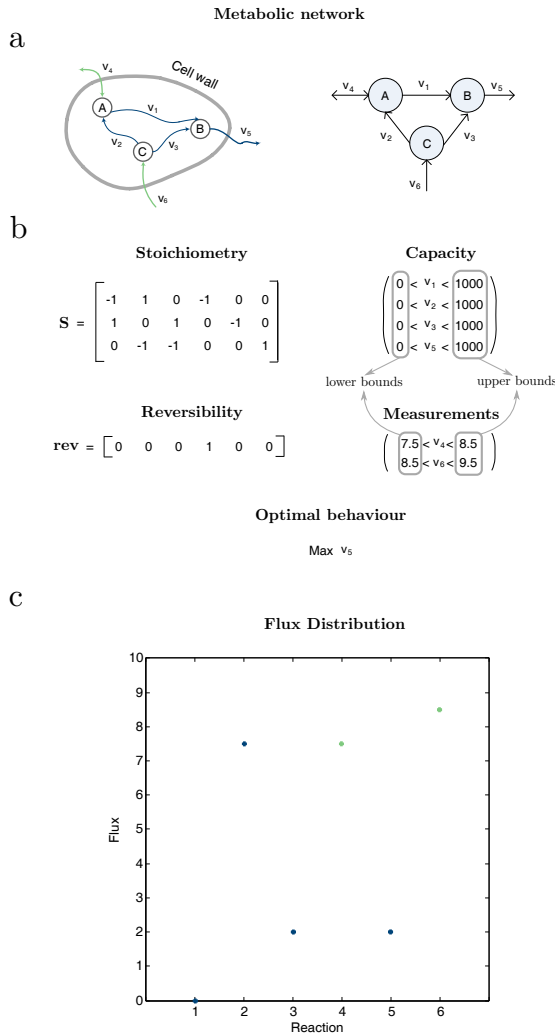 Metabolic network
a
v4
Cell wall
A
v1
B
v2
v3
v5
C
v6
v4
A
v1
B
v5
v2
v3
C
v6
b
Stoichiometry
S =
-1 1 0 -1 0 0
1 0 1 0 -1 0
0 -1 -1 0 0 1
Reversibility
rev = [ 0 0 0 1 0 0 ]
Capacity
0 < v1 < 1000
0 < v2 < 1000
0 < v3 < 1000
0 < v5 < 1000
lower bounds
upper bounds
Measurements
7.5 < v4 < 8.5
8.5 < v6 < 9.5
Optimal behaviour
Max v5
c
Flux Distribution
10
9
8
7
6
5
4
3
2
1
0
Flux
1 2 3 4 5 6
Reaction